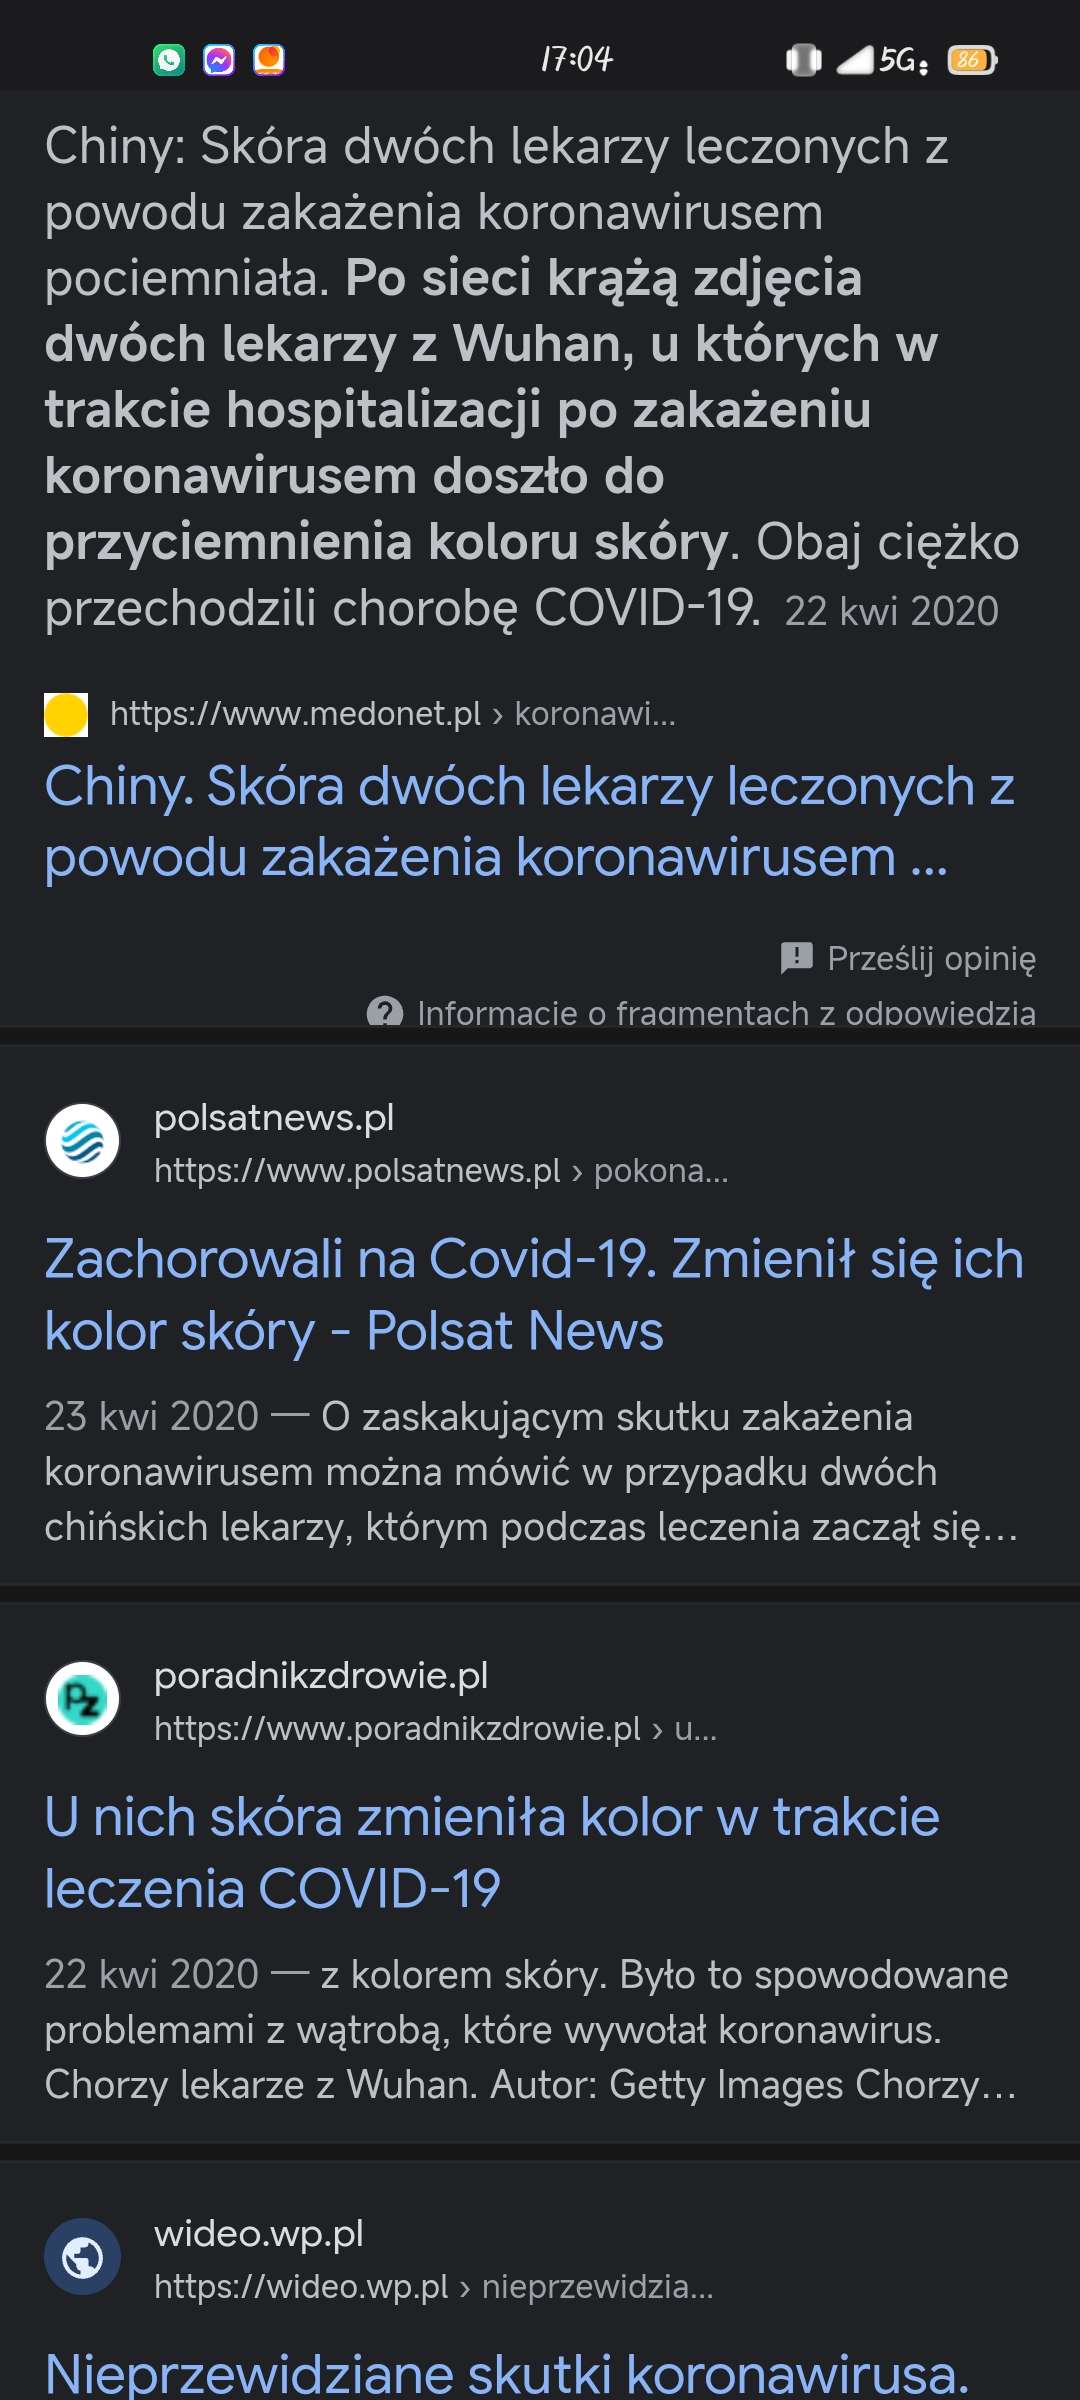 17:04 5G 86
Chiny: Skóra dwóch lekarzy leczonych z
powodu zakażenia koronawirusem
pociemniała. Po sieci krążą zdjęcia
dwóch lekarzy z Wuhan, u których w
trakcie hospitalizacji po zakażeniu
koronawirusem doszło do
przyciemnienia koloru skóry. Obaj ciężko
przechodzili chorobę COVID-19. 22 kwi 2020
https://www.medonet.pl › koronawi...
Chiny. Skóra dwóch lekarzy leczonych z
powodu zakażenia koronawirusem ...
Prześlij opinię
Informacje o fragmentach z odpowiedzią
polsatnews.pl
https://www.polsatnews.pl › pokona...
Zachorowali na Covid-19. Zmienił się ich
kolor skóry - Polsat News
23 kwi 2020 — O zaskakującym skutku zakażenia
koronawirusem można mówić w przypadku dwóch
chińskich lekarzy, którym podczas leczenia zaczął się...
pz
poradnikzdrowie.pl
https://www.poradnikzdrowie.pl › u...
U nich skóra zmieniła kolor w trakcie
leczenia COVID-19
22 kwi 2020 — z kolorem skóry. Było to spowodowane
problemami z wątrobą, które wywołał koronawirus.
Chorzy lekarze z Wuhan. Autor: Getty Images Chorzy...
wideo.wp.pl
https://wideo.wp.pl › nieprzewidzia...
Nieprzewidziane skutki koronawirusa.